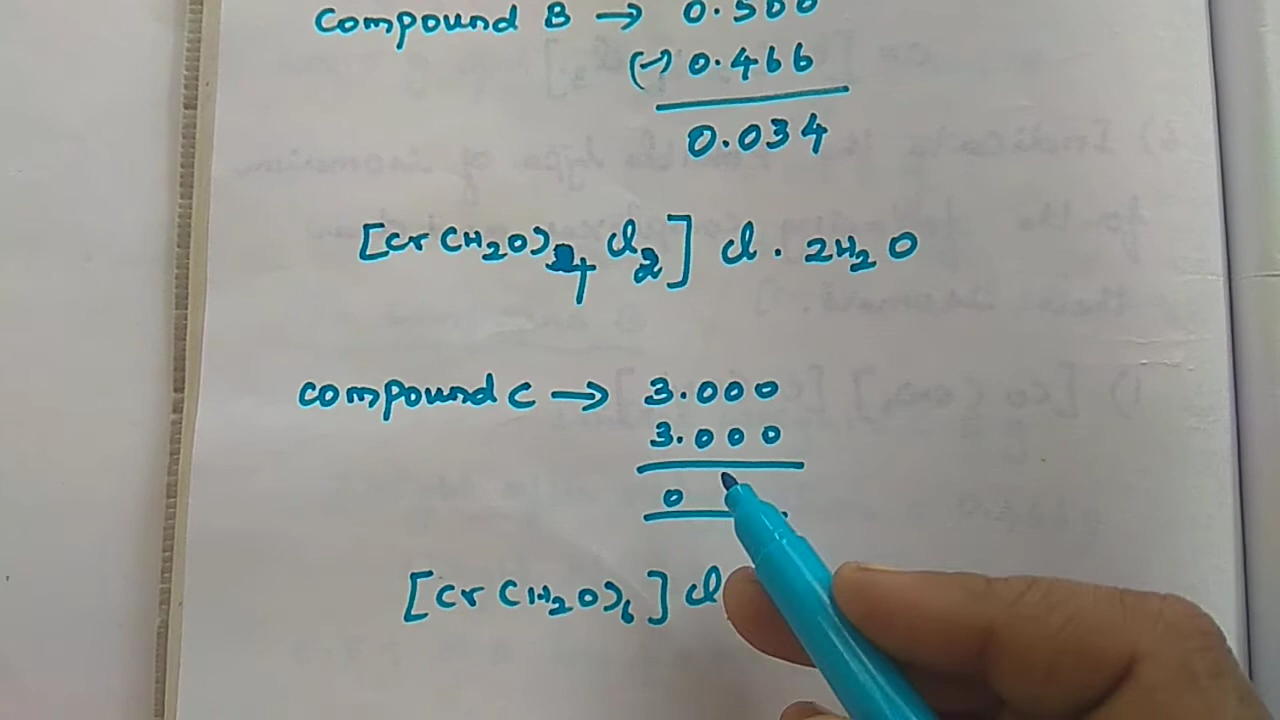 compound B → 0.500
(-) 0.466
0.034
[Cr(H2O)4 Cl2] Cl . 2H2O
compound C → 3.000
3.000
0
[Cr(H2O)6] Cl